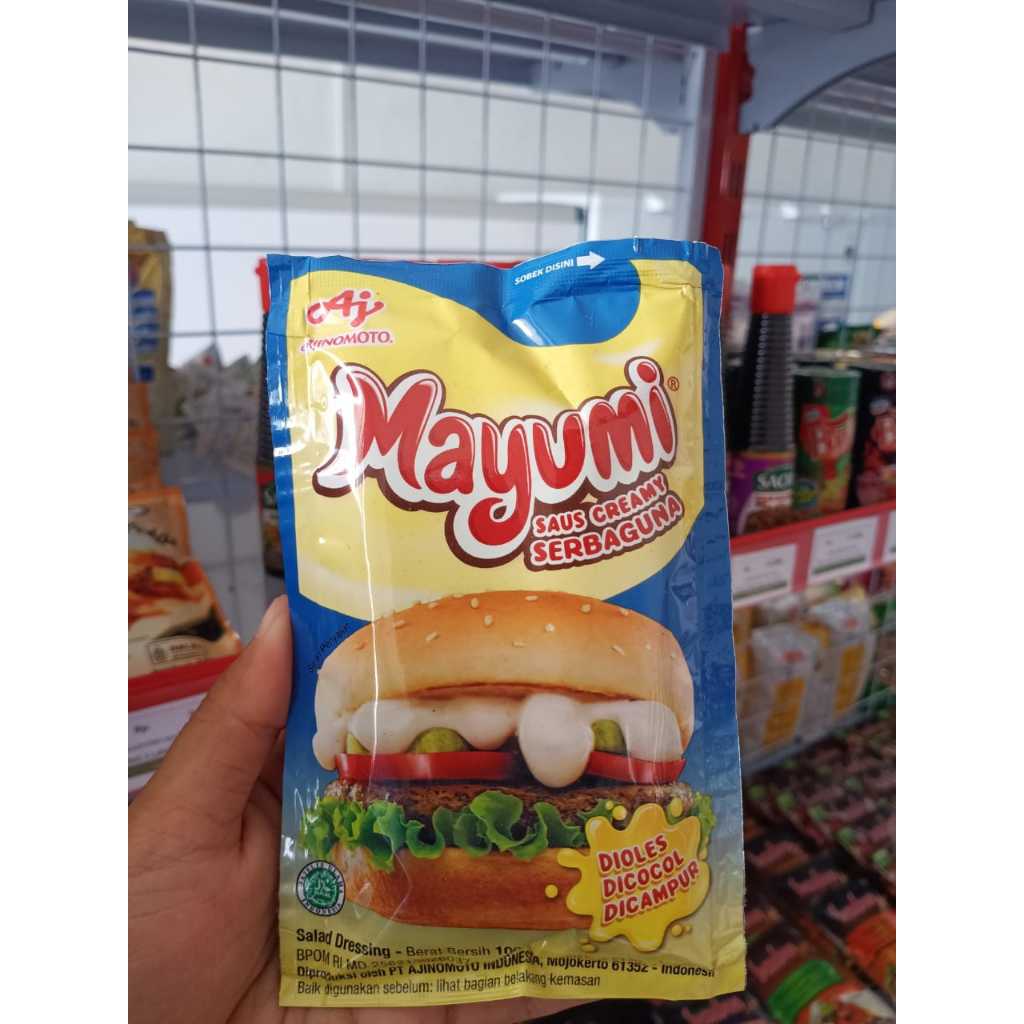 SOBEK DISINI
AJINOMOTO®
Mayumi®
SAUS CREAMY
SERBAGUNA
DIOLES
DICOCOL
DICAMPUR
Salad Dressing - Berat Bersih
BPOM RI MD
Diproduksi oleh PT AJINOMOTO INDONESIA, Mojokerto 61352 - Indonesia
Baik digunakan sebelum: lihat bagian belakang kemasan
SAORI